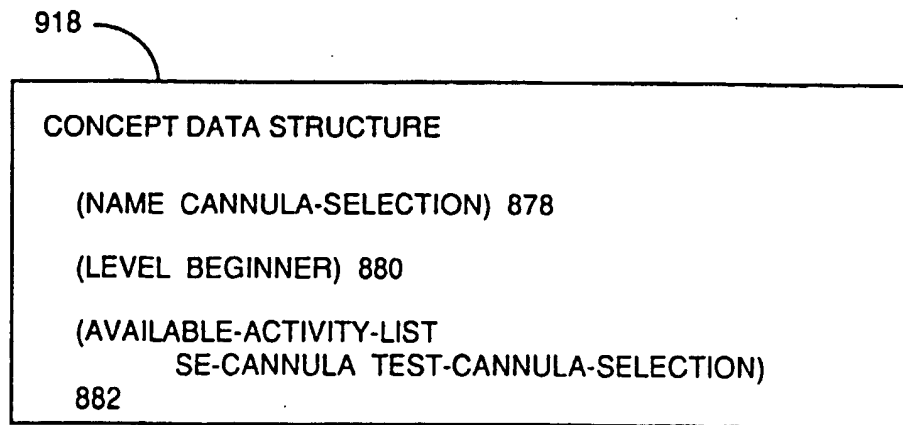 918
CONCEPT DATA STRUCTURE
(NAME CANNULA-SELECTION) 878
(LEVEL BEGINNER) 880
(AVAILABLE-ACTIVITY-LIST
SE-CANNULA TEST-CANNULA-SELECTION)
882